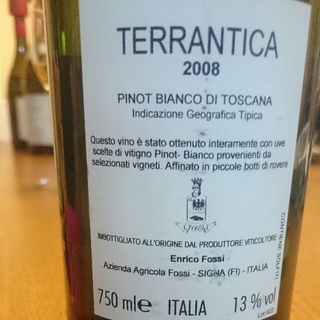 TERRANTICA
2008
PINOT BIANCO DI TOSCANA
Indicazione Geografica Tipica
Questo vino è stato ottenuto interamente con uve
scelte di vitigno Pinot- Bianco provenienti da
selezionati vigneti. Affinato in piccole botti di rovere
IMBOTTIGLIATO ALL'ORIGINE DAL PRODUTTORE VITICOLTORE
Enrico Fossi
Azienda Agricola Fossi - SIGNA (FI) - ITALIA
750 ml℮ ITALIA 13 % vol
CONTIENE SOLFITI